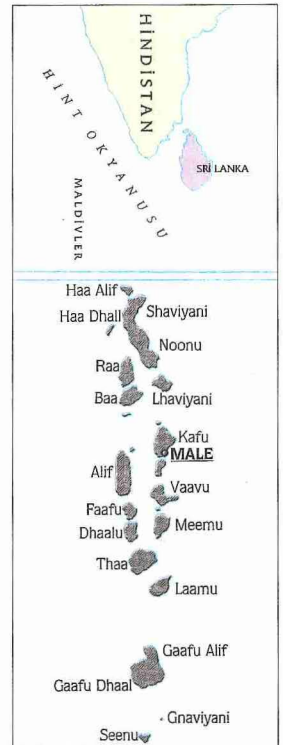 HİNDİSTAN
HİNT OKYANUSU
SRİ LANKA
MALDİVLER
Haa Alif
Haa Dhall
Shaviyani
Noonu
Raa
Baa
Lhaviyani
Kafu
MALE
Alif
Vaavu
Faafu
Meemu
Dhaalu
Thaa
Laamu
Gaafu Alif
Gaafu Dhaal
Gnaviyani
Seenu